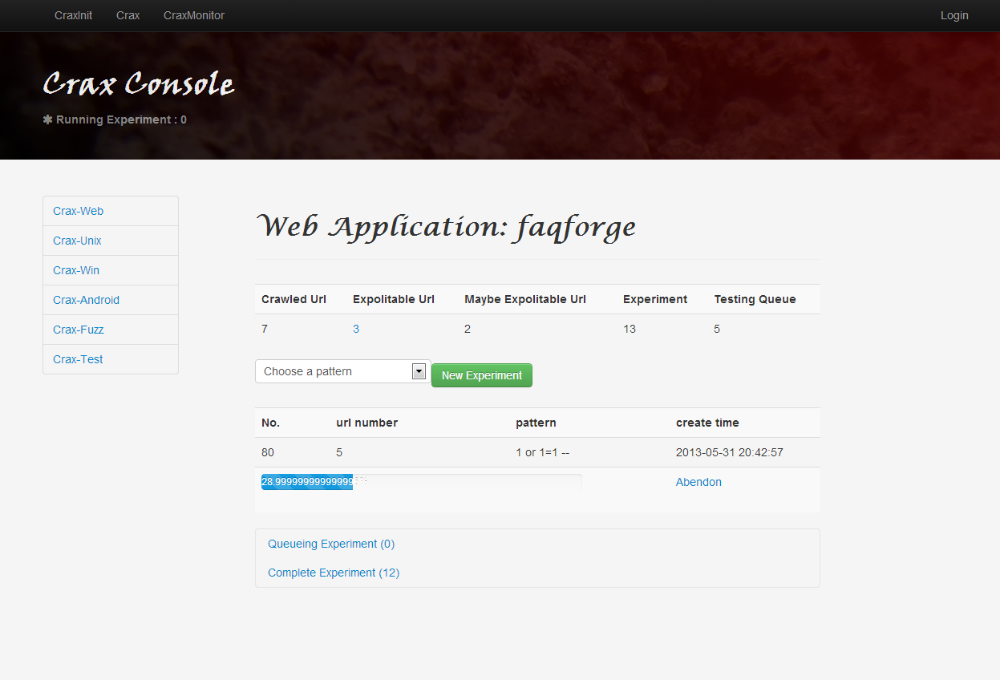 CraxInit Crax CraxMonitor Login
Crax Console
✱ Running Experiment : 0
Crax-Web
Crax-Unix
Crax-Win
Crax-Android
Crax-Fuzz
Crax-Test
Web Application: faqforge
Crawled Url Expolitable Url Maybe Expolitable Url Experiment Testing Queue
7 3 2 13 5
Choose a pattern New Experiment
No. url number pattern create time
80 5 1 or 1=1 -- 2013-05-31 20:42:57
28.99999999999999 Abendon
Queueing Experiment (0)
Complete Experiment (12)